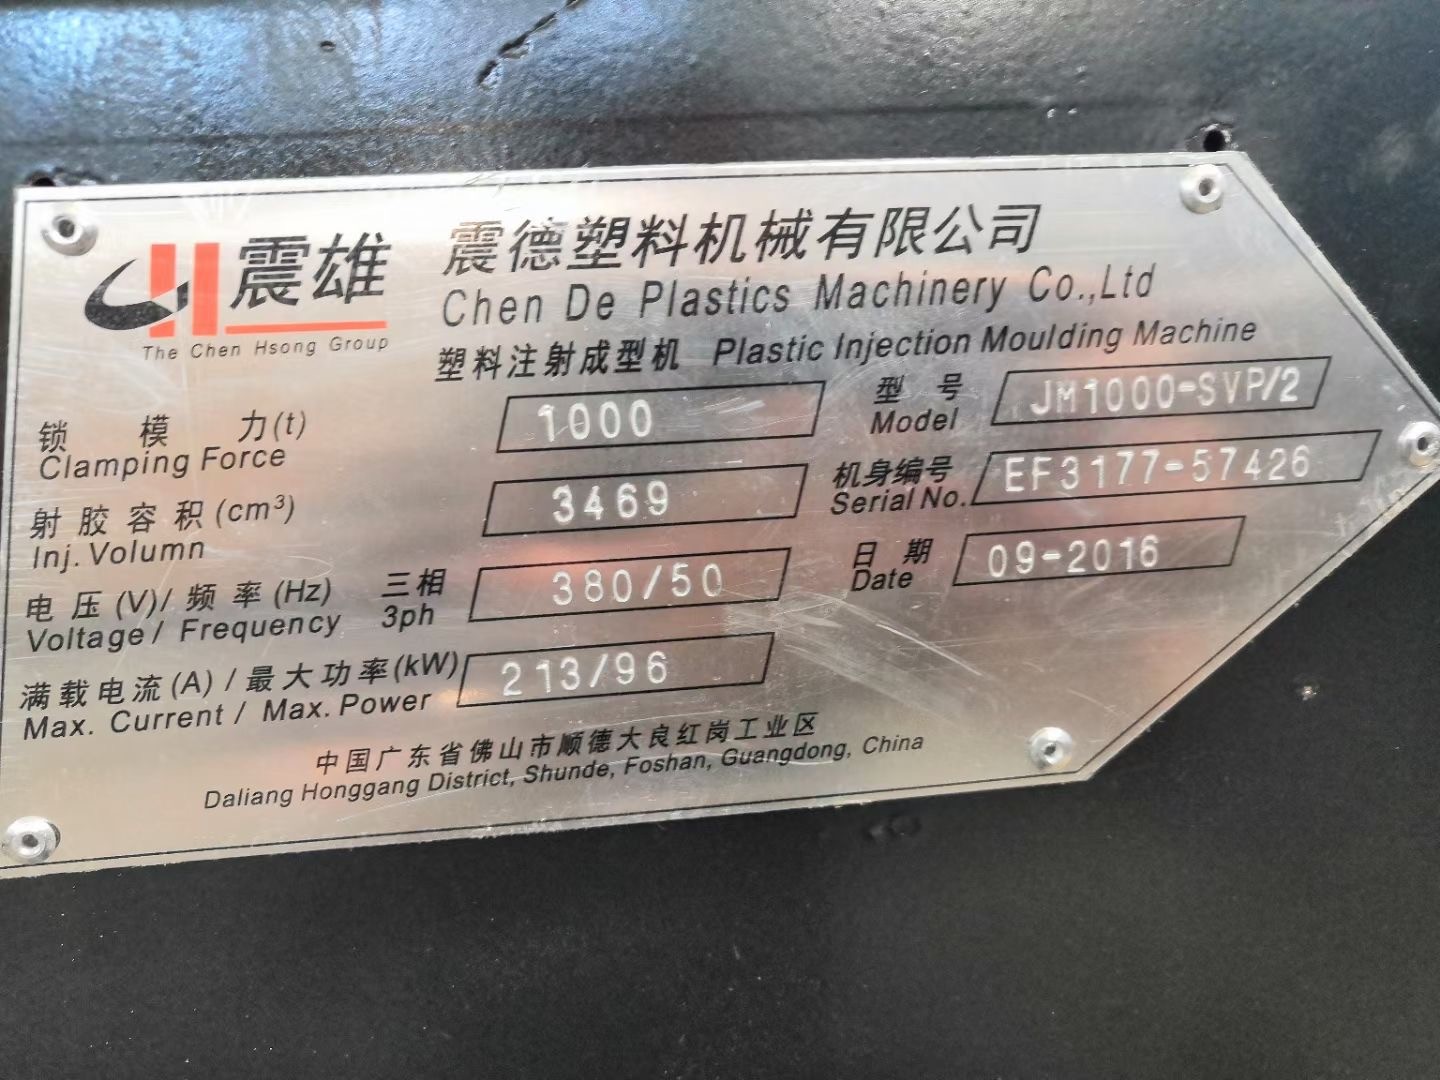 震雄
The Chen Hsong Group
震德塑料机械有限公司
Chen De Plastics Machinery Co.,Ltd
塑料注射成型机 Plastic Injection Moulding Machine
锁模力(t) 1000
Clamping Force
型号 JM1000-SVP/2
Model
射胶容积(cm³) 3469
Inj. Volumn
机身编号 EF3177-57426
Serial No.
电压(V)/频率(Hz) 三相 380/50
Voltage/ Frequency 3ph
日期 09-2016
Date
满载电流(A)/最大功率(kW) 213/96
Max. Current / Max. Power
中国广东省佛山市顺德大良红岗工业区
Daliang Honggang District, Shunde, Foshan, Guangdong, China